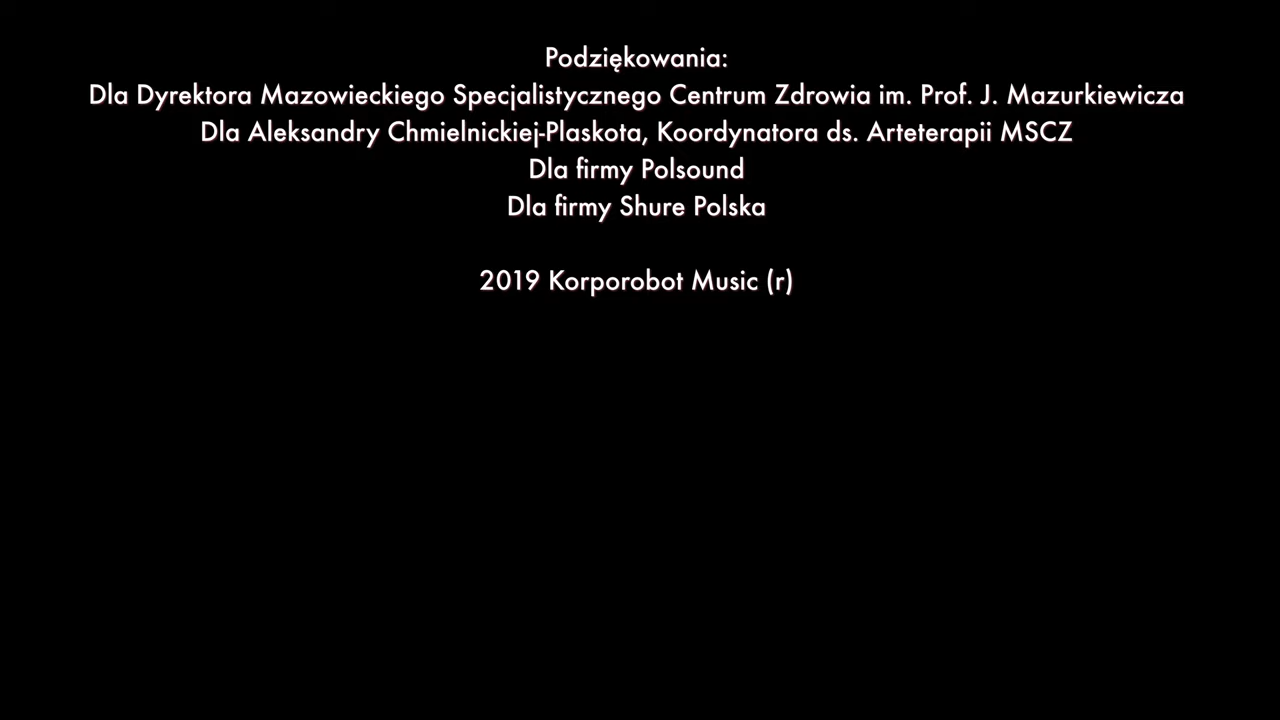 Podziękowania:
Dla Dyrektora Mazowieckiego Specjalistycznego Centrum Zdrowia im. Prof. J. Mazurkiewicza
Dla Aleksandry Chmielnickiej-Plaskota, Koordynatora ds. Arteterapii MSCZ
Dla firmy Polsound
Dla firmy Shure Polska
2019 Korporobot Music (r)